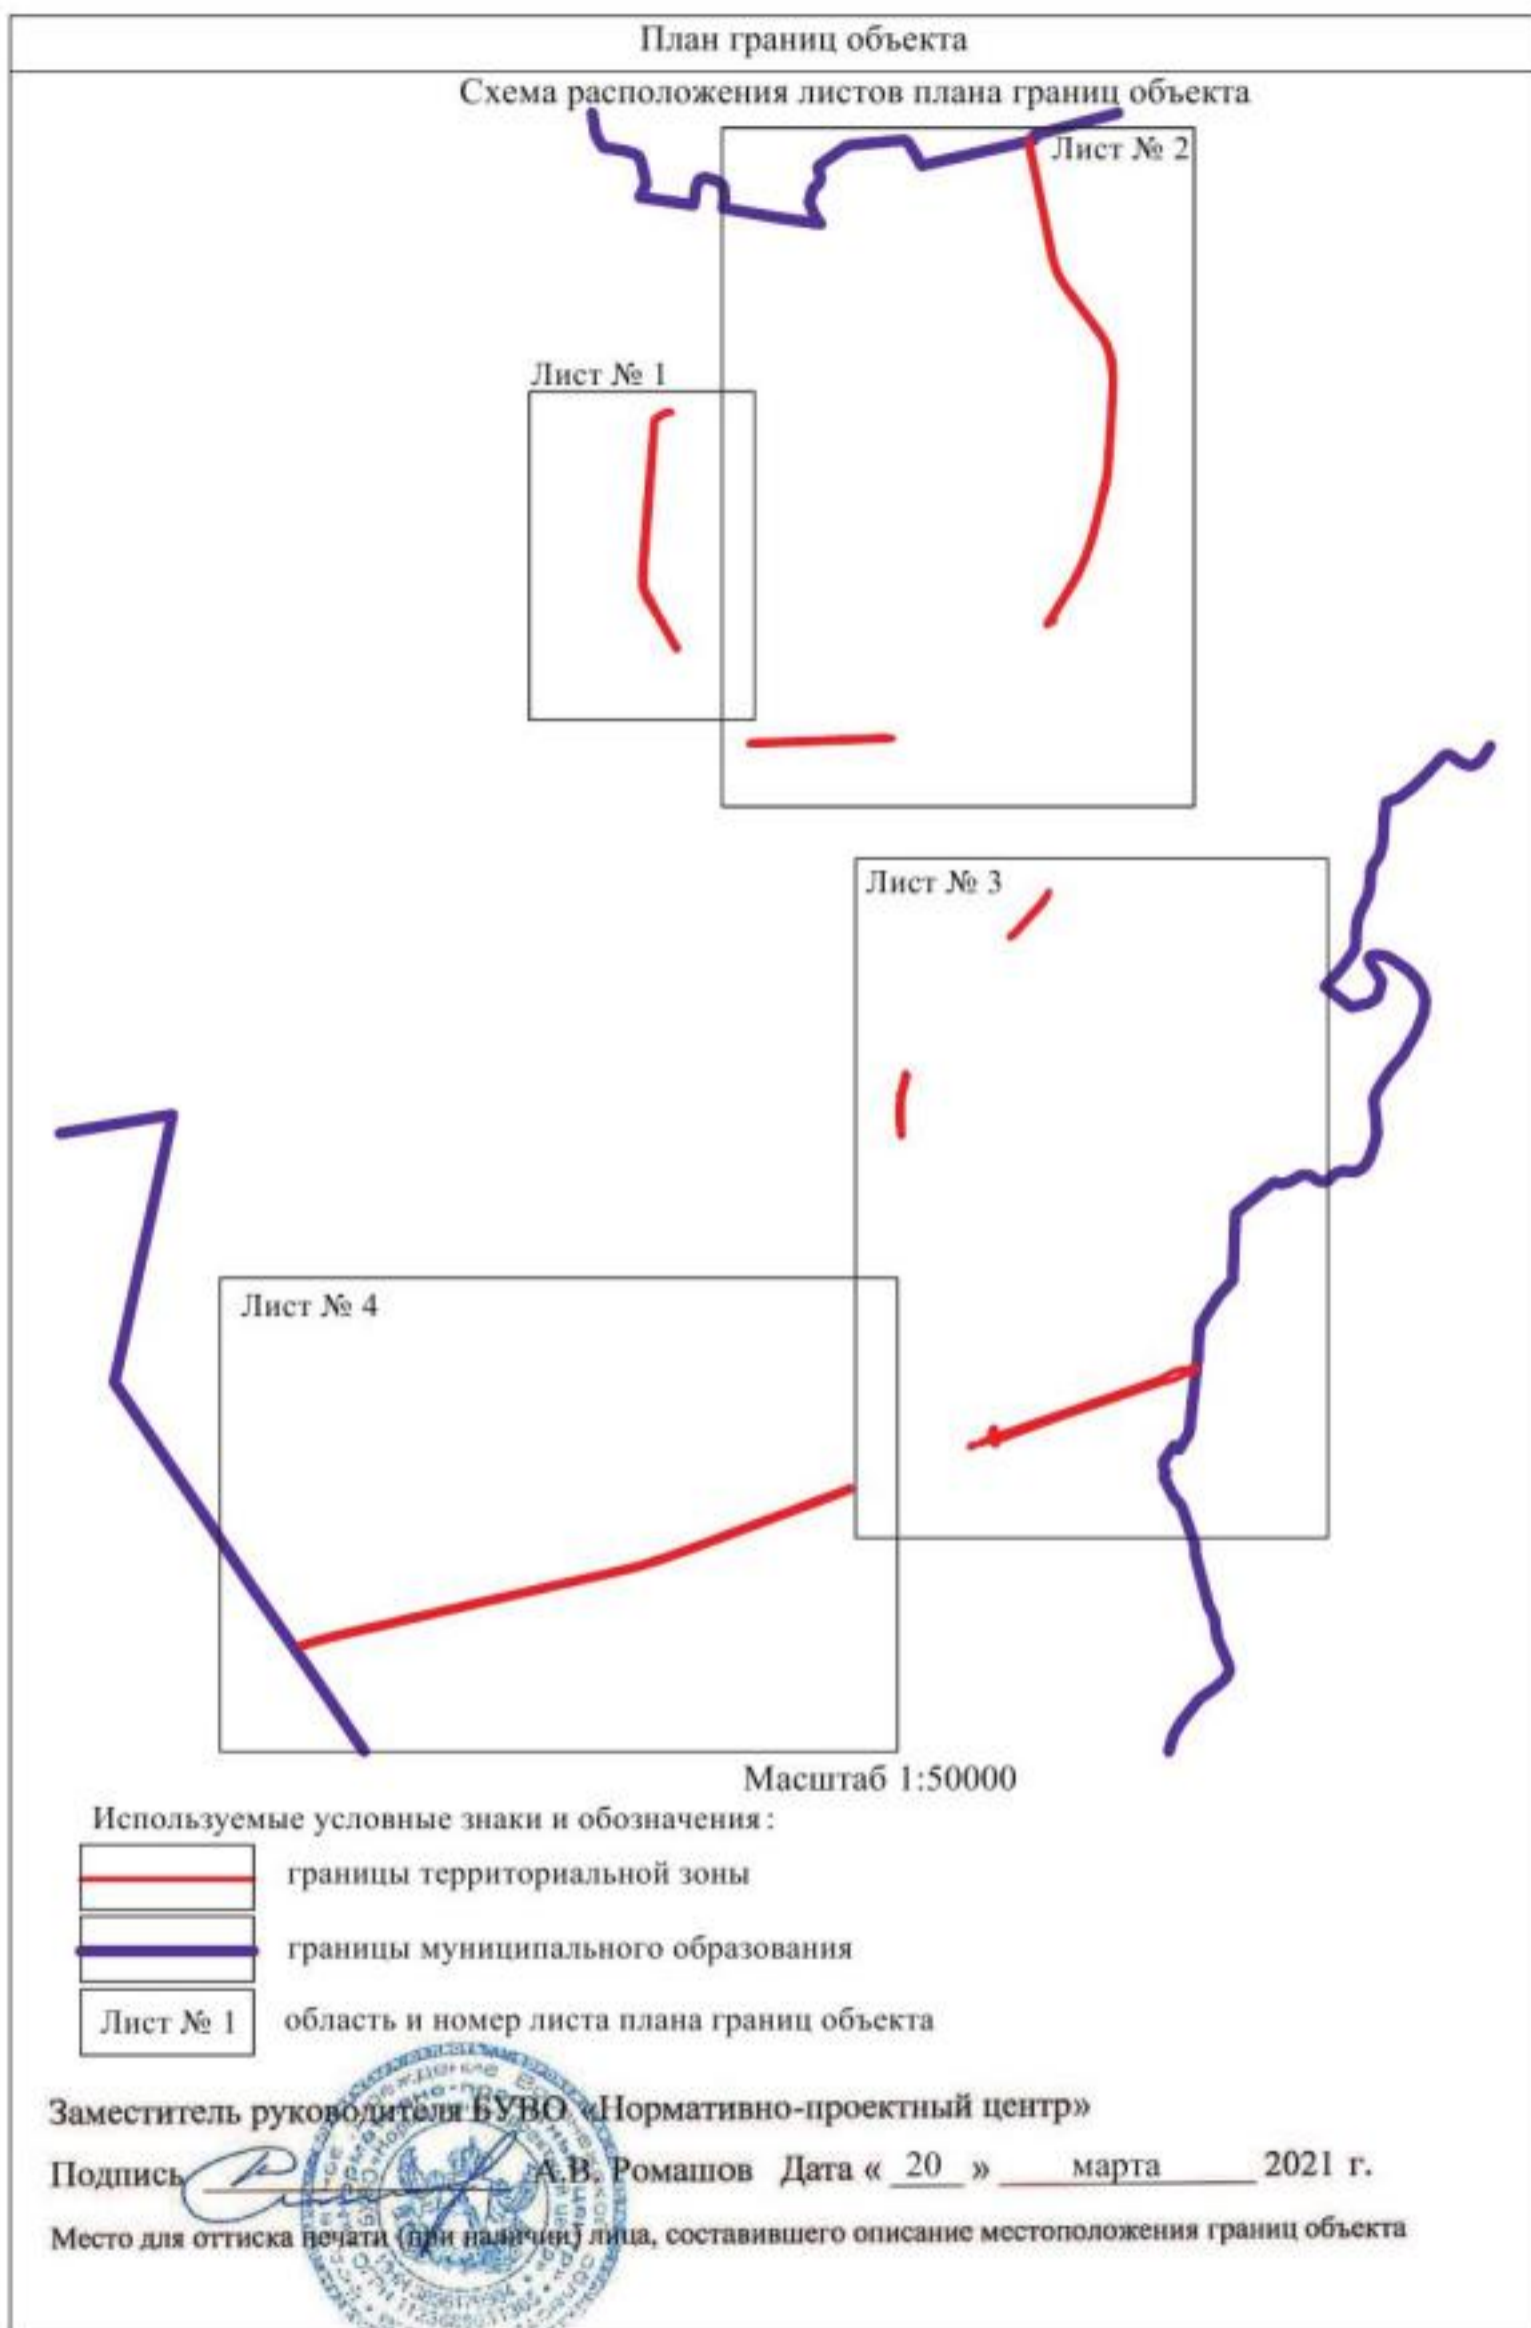 План границ объекта
Схема расположения листов плана границ объекта
Лист № 2
Лист № 1
Лист № 3
Лист № 4
Масштаб 1:50000
Используемые условные знаки и обозначения:
границы территориальной зоны
границы муниципального образования
Лист № 1 область и номер листа плана границ объекта
Заместитель руководителя БУВО «Нормативно-проектный центр»
Подпись А.В. Ромашов Дата « 20 » марта 2021 г.
Место для оттиска печати (при наличии) лица, составившего описание местоположения границ объекта